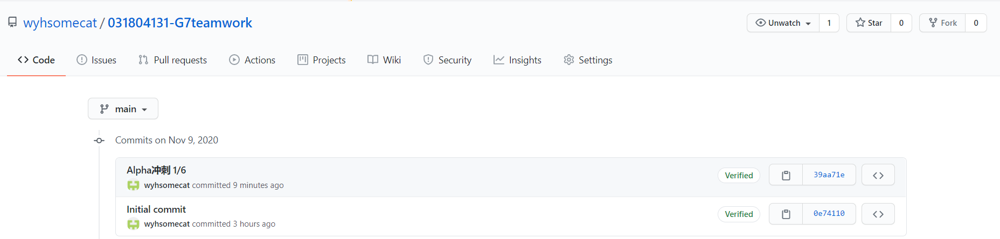 wyhsomecat / 031804131-G7teamwork Unwatch 1 Star 0 Fork 0
Code Issues Pull requests Actions Projects Wiki Security Insights Settings
main
Commits on Nov 9, 2020
Alpha冲刺 1/6
wyhsomecat committed 9 minutes ago Verified 39aa71e
Initial commit
wyhsomecat committed 3 hours ago Verified 0e74110